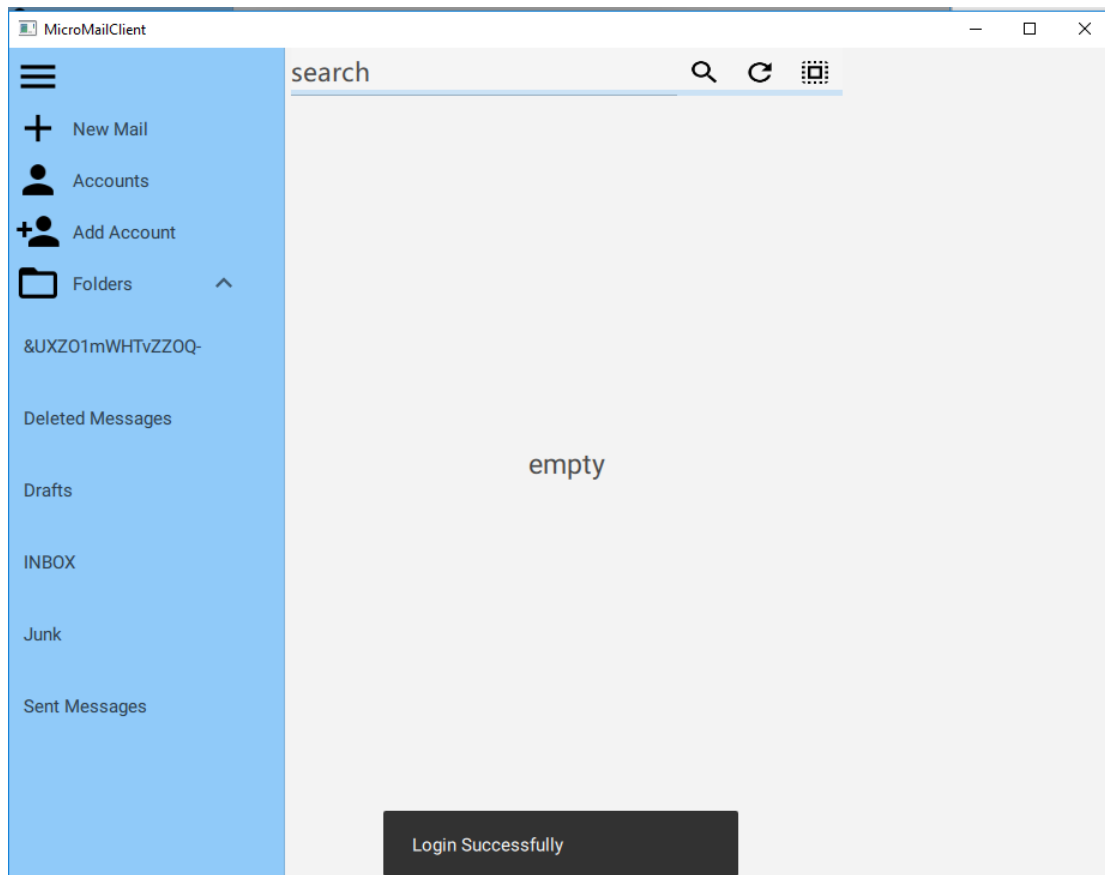 MicroMailClient
search
New Mail
Accounts
Add Account
Folders
&UXZO1mWHTvZZOQ-
Deleted Messages
Drafts
INBOX
Junk
Sent Messages
empty
Login Successfully